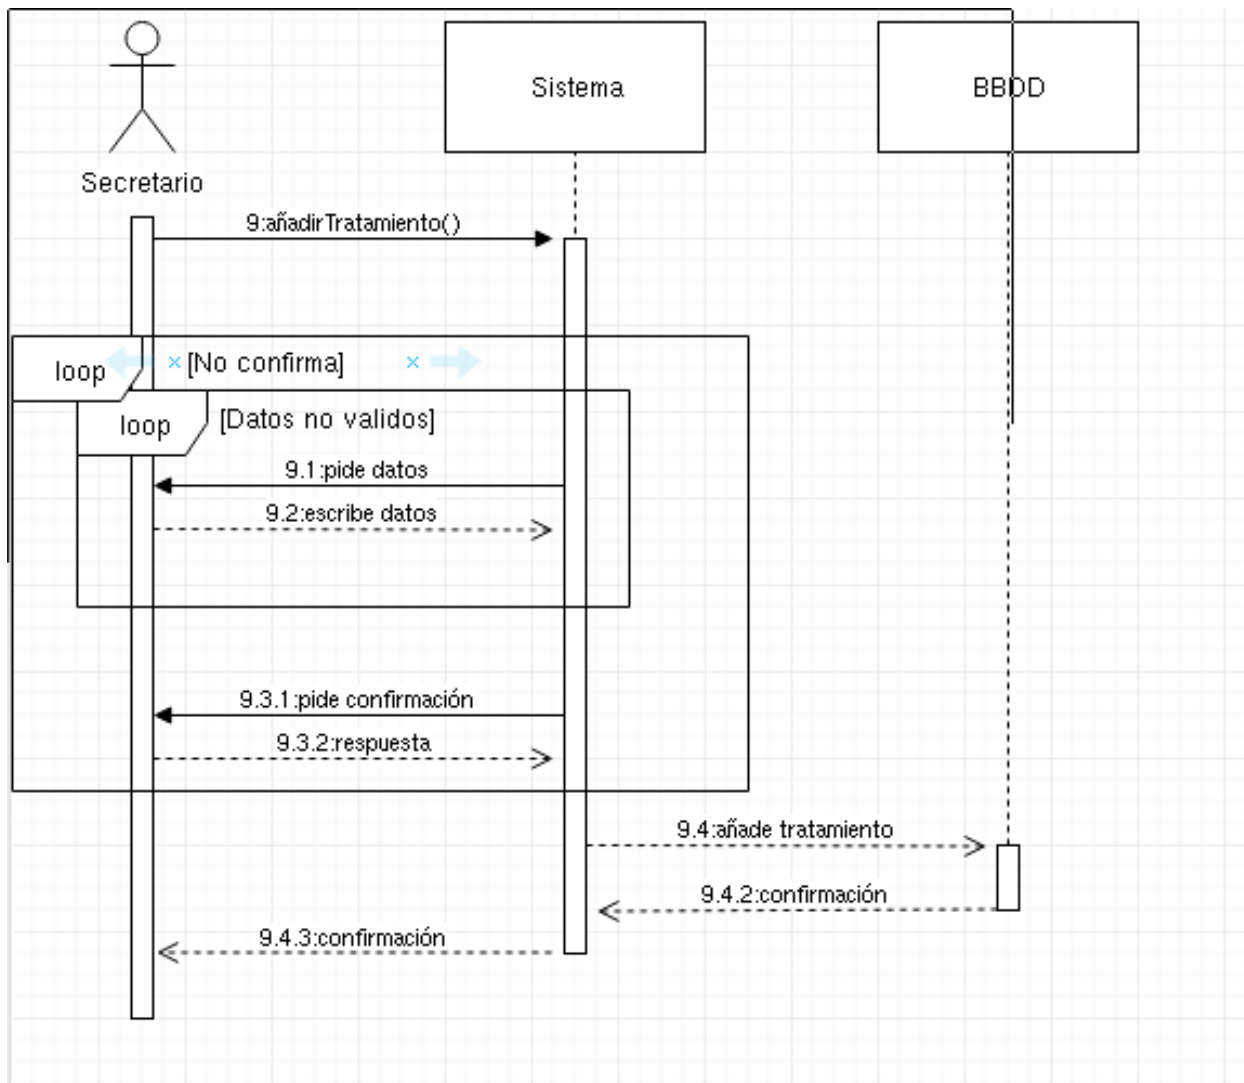 Sistema
BBDD
Secretario
9:añadirTratamiento()
loop
[No confirma]
loop
[Datos no validos]
9.1:pide datos
9.2:escribe datos
9.3.1:pide confirmación
9.3.2:respuesta
9.4:añade tratamiento
9.4.2:confirmación
9.4.3:confirmación